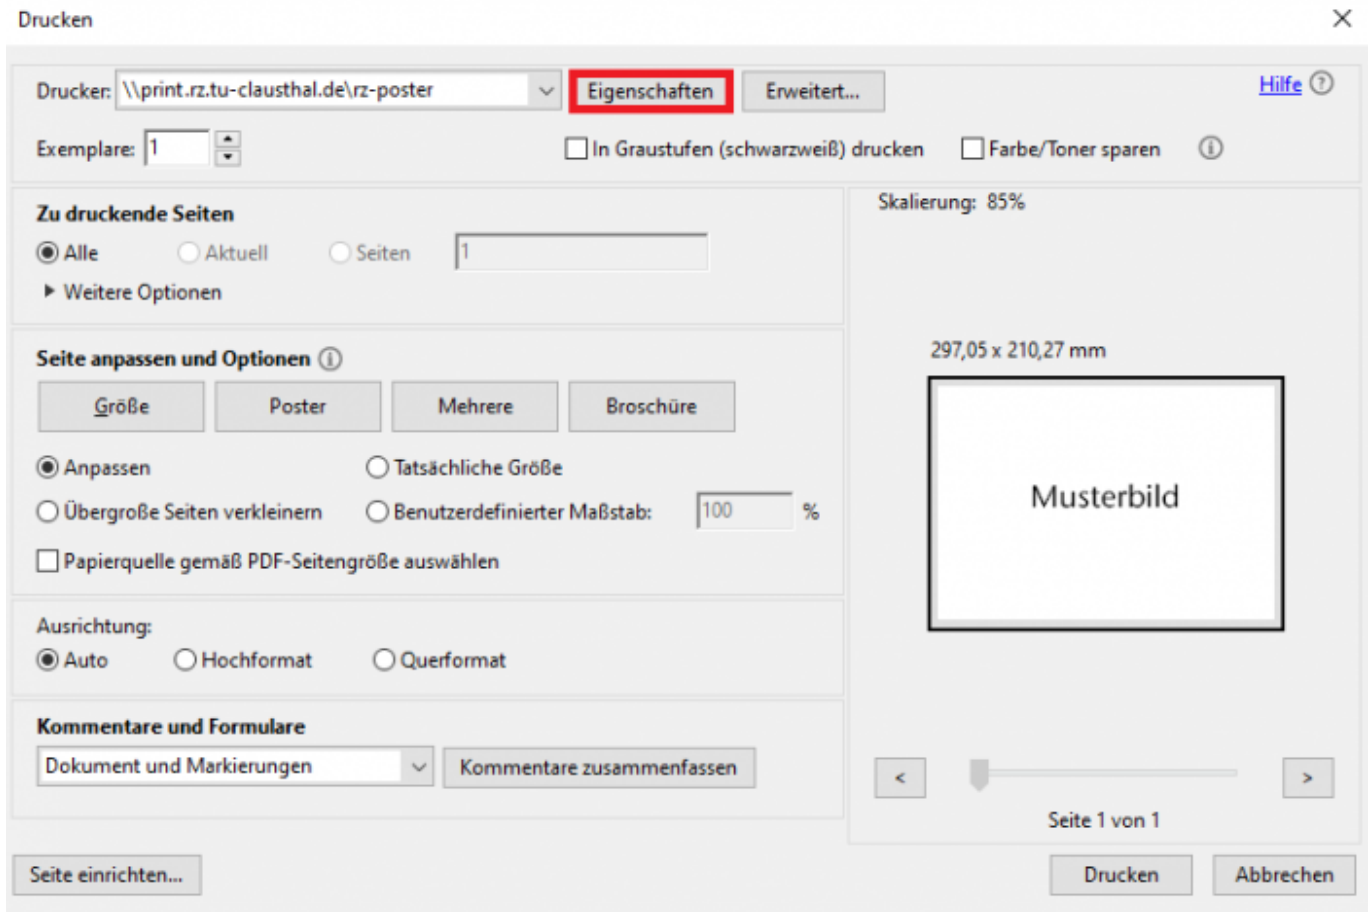 Drucken
Drucker: \\print.rz.tu-clausthal.de\rz-poster Eigenschaften Erweitert... Hilfe ?
Exemplare: 1 In Graustufen (schwarzweiß) drucken Farbe/Toner sparen i
Skalierung: 85%
Zu druckende Seiten
Alle Aktuell Seiten 1
Weitere Optionen
Seite anpassen und Optionen i
Größe Poster Mehrere Broschüre
Anpassen Tatsächliche Größe
Übergroße Seiten verkleinern Benutzerdefinierter Maßstab: 100 %
Papierquelle gemäß PDF-Seitengröße auswählen
Ausrichtung:
Auto Hochformat Querformat
Kommentare und Formulare
Dokument und Markierungen Kommentare zusammenfassen
297,05 x 210,27 mm
Musterbild
< >
Seite 1 von 1
Seite einrichten... Drucken Abbrechen